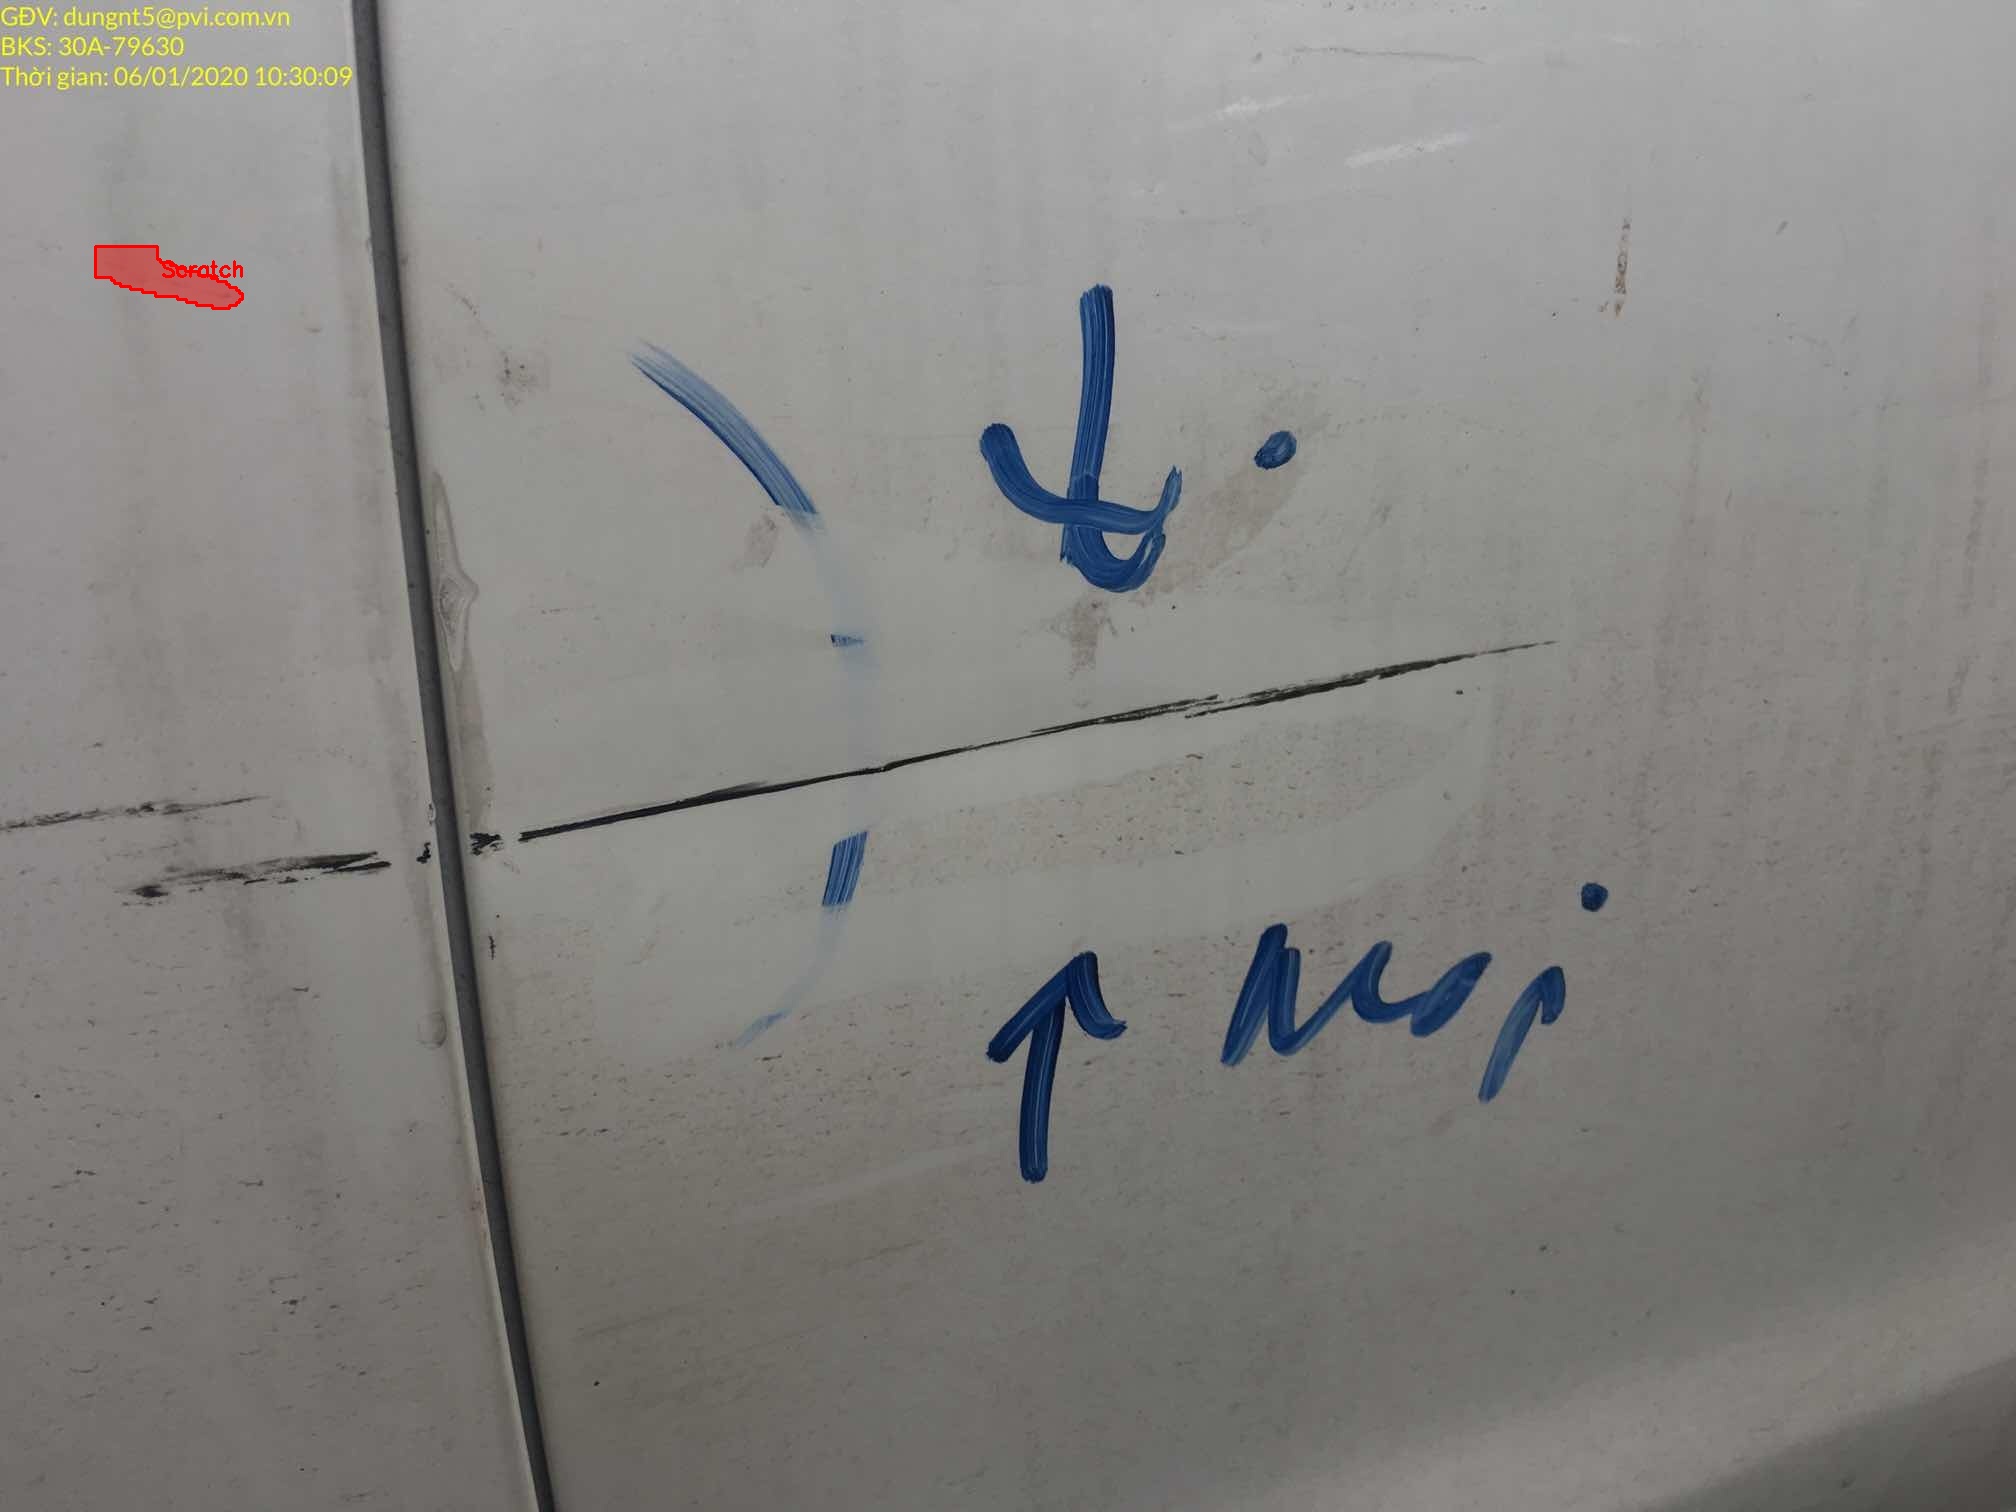 GĐV: dungnt5@pvi.com.vn
BKS: 30A-79630
Thời gian: 06/01/2020 10:30:09
Scratch